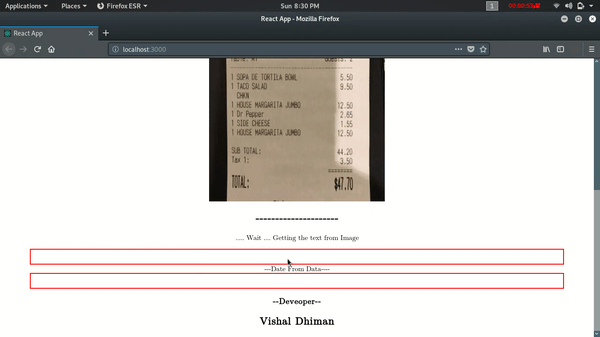 Applications Places Firefox ESR Sun 8:30 PM 1
React App - Mozilla Firefox
React App
localhost:3000
1 SOPA DE TORTILA BOWL 5.50
1 TACO SALAD 9.50
CHKN
1 HOUSE MARGARITA JUMBO 12.50
1 Dr Pepper 2.65
1 SIDE CHEESE 1.55
1 HOUSE MARGARITA JUMBO 12.50
SUB TOTAL: 44.20
Tax 1: 3.50
TOTAL: $47.70
---------------------
..... Wait .... Getting the text from Image
---Date From Data----
--Deveoper--
Vishal Dhiman